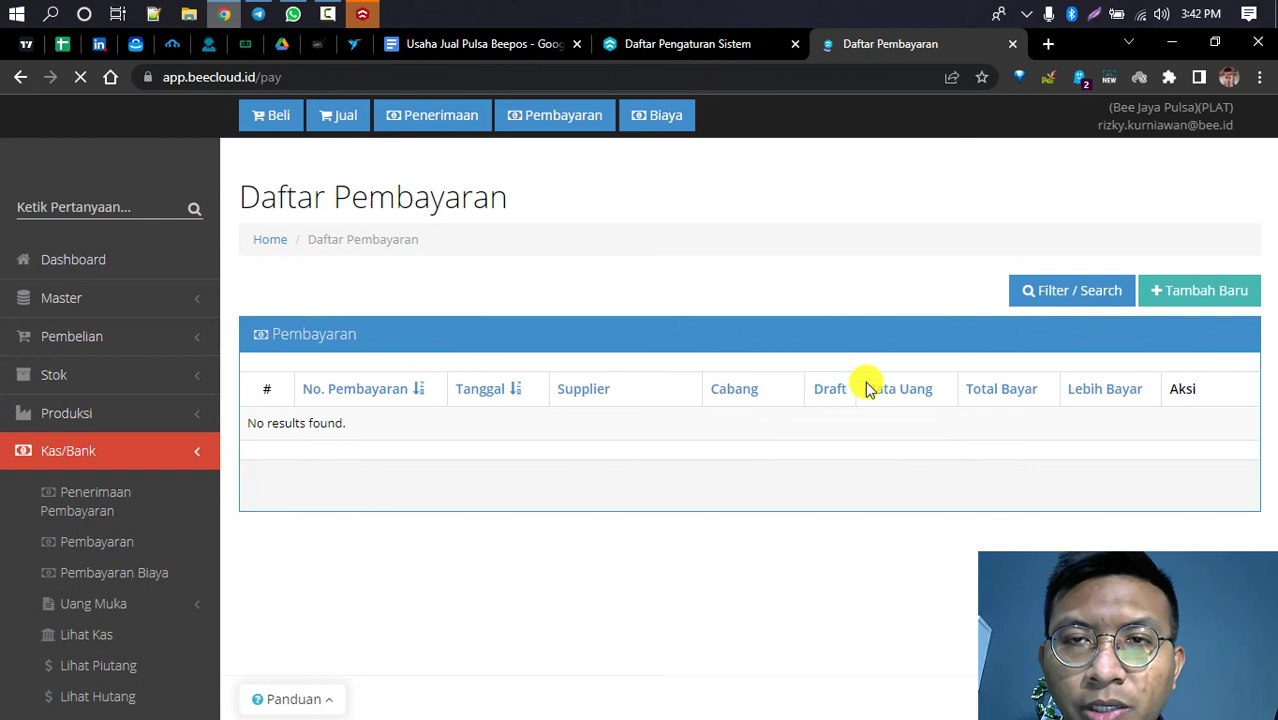 3:42 PM
Usaha Jual Pulsa Beepos - Goog
Daftar Pengaturan Sistem
Daftar Pembayaran
app.beecloud.id/pay
2
NEW
Beli
Jual
Penerimaan
Pembayaran
Biaya
(Bee Jaya Pulsa)(PLAT)
rizky.kurniawan@bee.id
Ketik Pertanyaan...
Dashboard
Master
Pembelian
Stok
Produksi
Kas/Bank
Penerimaan
Pembayaran
Pembayaran
Pembayaran Biaya
Uang Muka
Lihat Kas
Lihat Piutang
Lihat Hutang
Daftar Pembayaran
Home / Daftar Pembayaran
Filter / Search
+ Tambah Baru
Pembayaran
# No. Pembayaran Tanggal Supplier Cabang Draft Uang Total Bayar Lebih Bayar Aksi
No results found.
Panduan